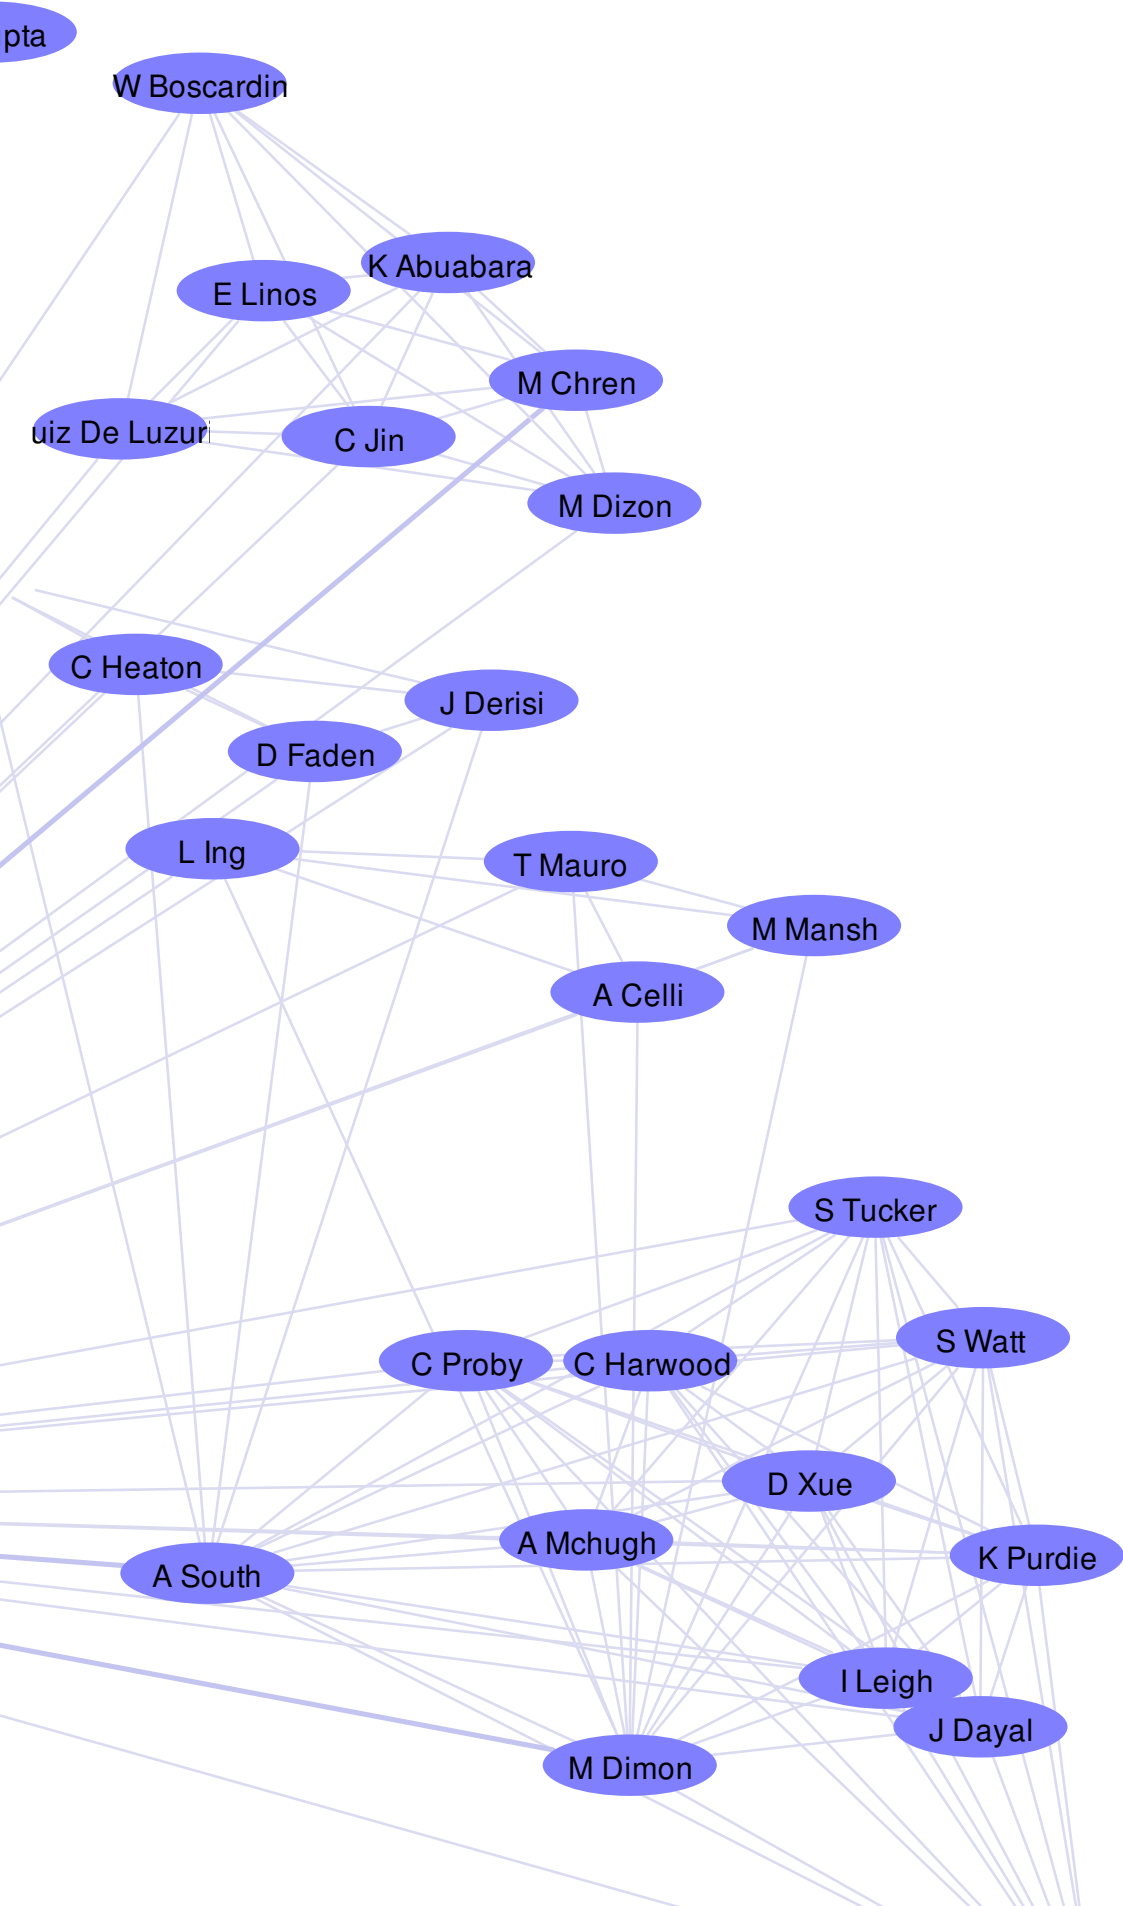 pta
W Boscardin
K Abuabara
E Linos
M Chren
uiz De Luzuri
C Jin
M Dizon
C Heaton
J Derisi
D Faden
L Ing
T Mauro
M Mansh
A Celli
S Tucker
S Watt
C Proby
C Harwood
D Xue
A Mchugh
K Purdie
A South
I Leigh
J Dayal
M Dimon